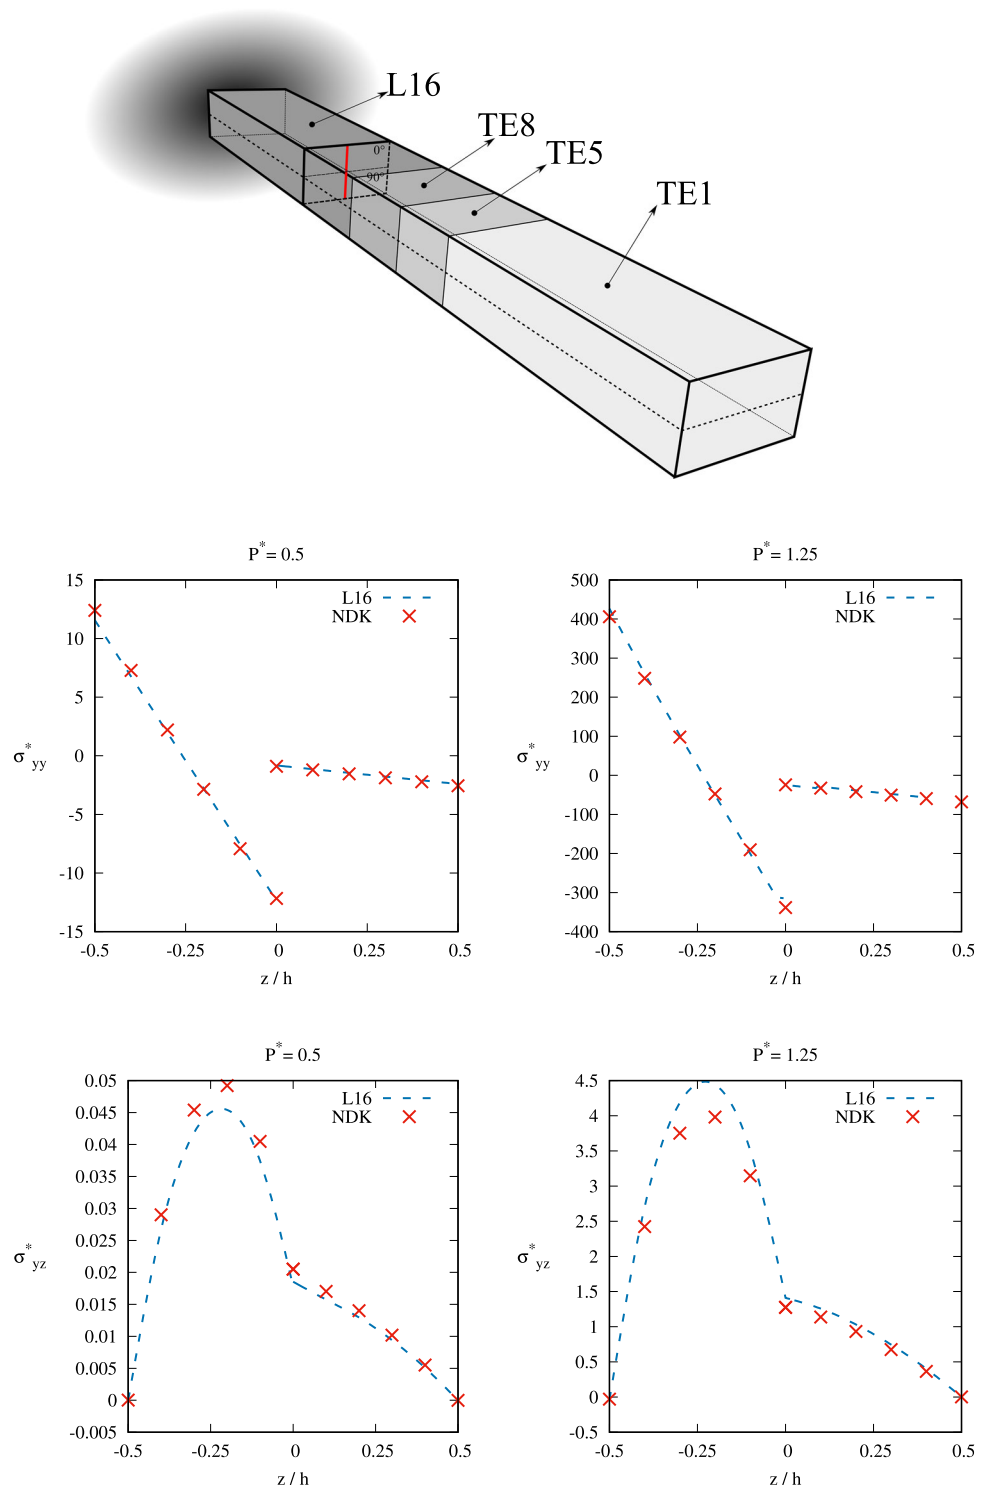 L16
TE8
TE5
TE1
0°
90°
P*= 0.5
15
10
5
0
-5
-10
-15
-0.5
-0.25
0
0.25
0.5
σ*yy
z / h
L16
NDK
P*= 1.25
500
400
300
200
100
0
-100
-200
-300
-400
-0.5
-0.25
0
0.25
0.5
σ*yy
z / h
L16
NDK
P*= 0.5
0.05
0.045
0.04
0.035
0.03
0.025
0.02
0.015
0.01
0.005
0
-0.005
-0.5
-0.25
0
0.25
0.5
σ*yz
z / h
L16
NDK
P*= 1.25
4.5
4
3.5
3
2.5
2
1.5
1
0.5
0
-0.5
-0.5
-0.25
0
0.25
0.5
σ*yz
z / h
L16
NDK